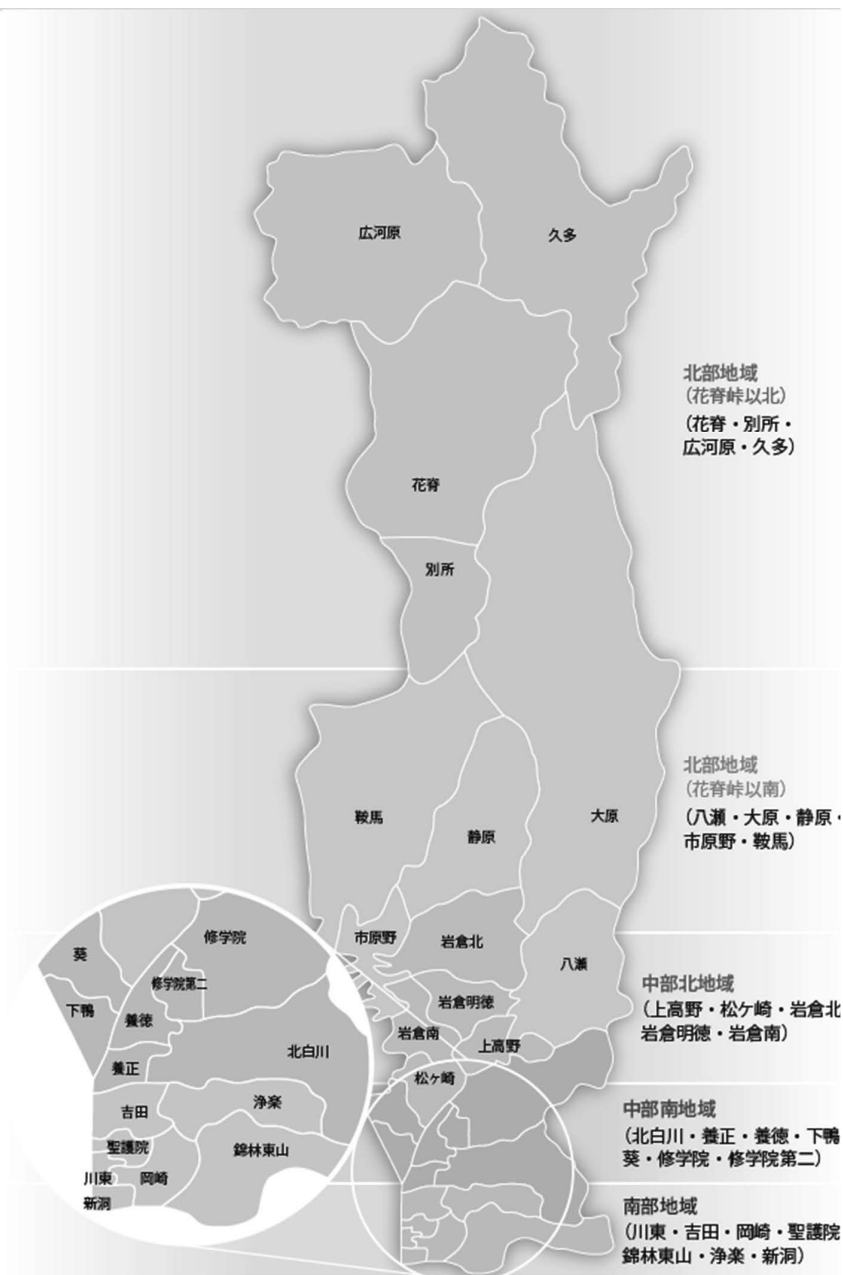 広河原
久多
北部地域
(花脊峠以北)
(花脊・別所・
広河原・久多)
花脊
別所
北部地域
(花脊峠以南)
(八瀬・大原・静原・
市原野・鞍馬)
鞍馬
静原
大原
市原野
岩倉北
八瀬
岩倉明徳
岩倉南
上高野
松ヶ崎
中部北地域
(上高野・松ケ崎・岩倉北
岩倉明徳・岩倉南)
葵
修学院
修学院第二
下鴨
養徳
北白川
養正
吉田
浄楽
聖護院
錦林東山
川東
岡崎
新洞
中部南地域
(北白川・養正・養徳・下鴨
葵・修学院・修学院第二)
南部地域
(川東・吉田・岡崎・聖護院
錦林東山・浄楽・新洞)